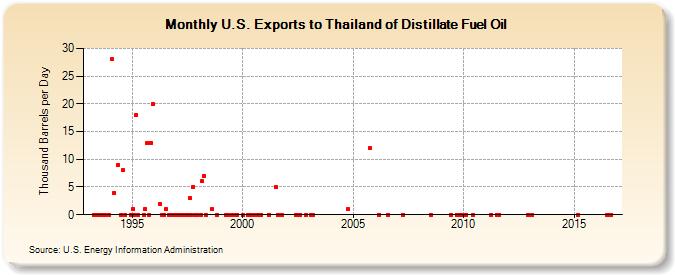 Monthly U.S. Exports to Thailand of Distillate Fuel Oil
Thousand Barrels per Day
30
25
20
15
10
5
0
1995 2000 2005 2010 2015
Source: U.S. Energy Information Administration